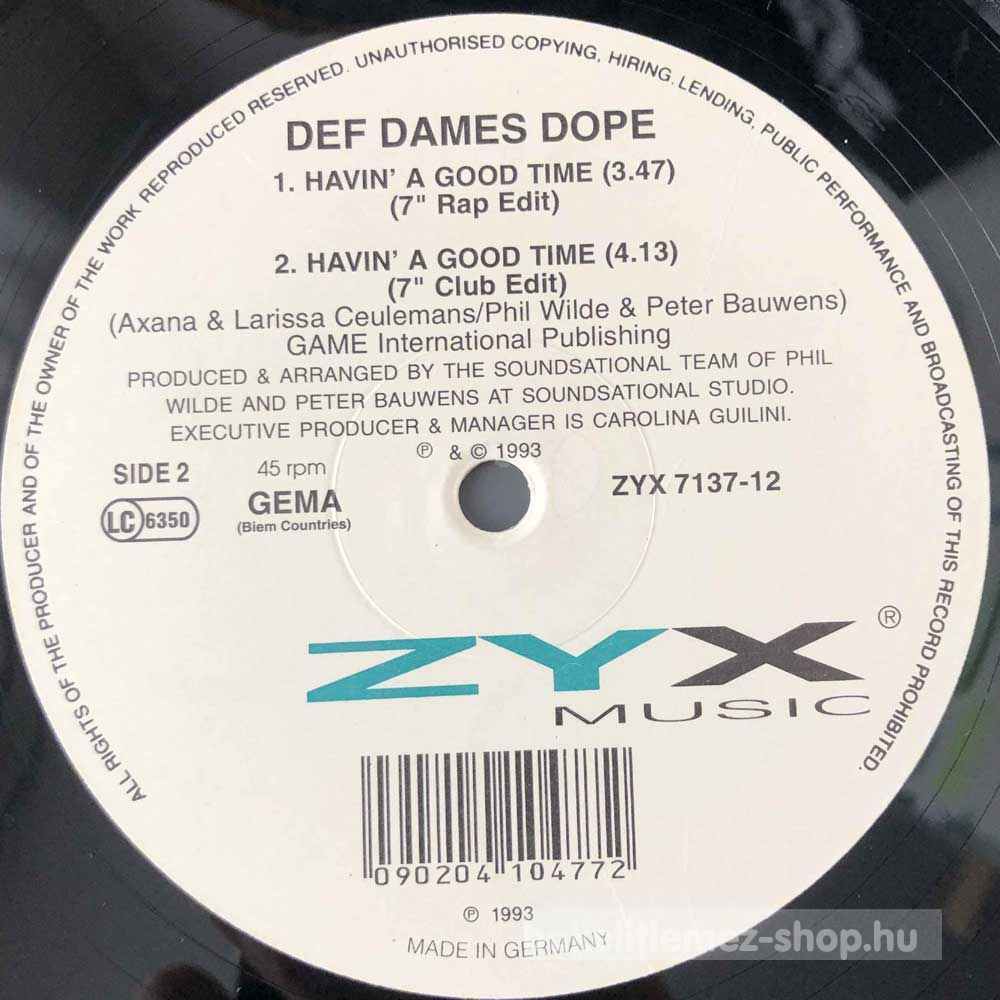 ALL RIGHTS OF THE PRODUCER AND OF THE OWNER OF THE WORK REPRODUCED RESERVED. UNAUTHORISED COPYING, HIRING, LENDING, PUBLIC PERFORMANCE AND BROADCASTING OF THIS RECORD PROHIBITED.
DEF DAMES DOPE
1. HAVIN' A GOOD TIME (3.47)
(7" Rap Edit)
2. HAVIN' A GOOD TIME (4.13)
(7" Club Edit)
(Axana & Larissa Ceulemans/Phil Wilde & Peter Bauwens)
GAME International Publishing
PRODUCED & ARRANGED BY THE SOUNDSATIONAL TEAM OF PHIL
WILDE AND PETER BAUWENS AT SOUNDSATIONAL STUDIO.
EXECUTIVE PRODUCER & MANAGER IS CAROLINA GUILINI.
℗ & © 1993
SIDE 2 45 rpm ZYX 7137-12
LC 6350 GEMA
(Biem Countries)
ZYX ®
MUSIC
090204 104772
℗ 1993
MADE IN GERMANY
lemez-shop.hu